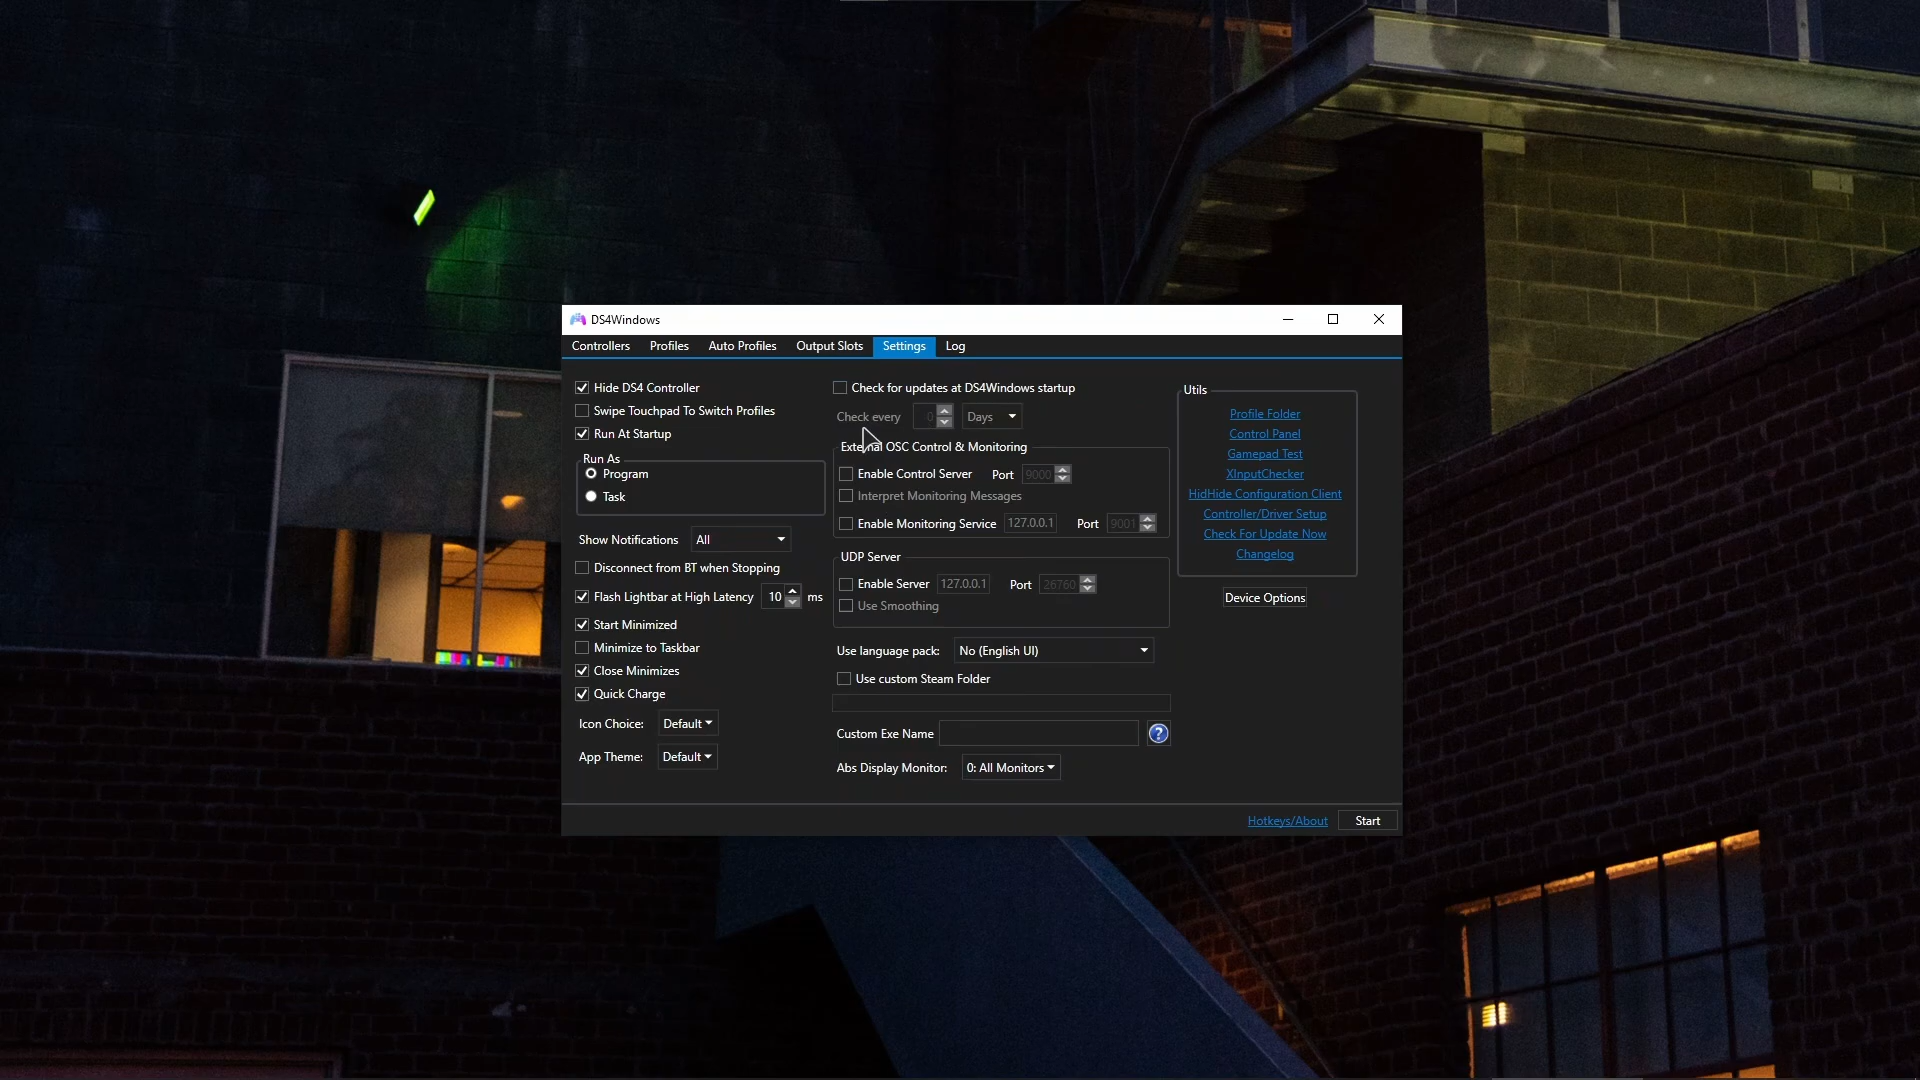 DS4Windows
Controllers Profiles Auto Profiles Output Slots Settings Log
Hide DS4 Controller
Swipe Touchpad To Switch Profiles
Run At Startup
Run As
Program
Task
Show Notifications All
Disconnect from BT when Stopping
Flash Lightbar at High Latency 10 ms
Start Minimized
Minimize to Taskbar
Close Minimizes
Quick Charge
Icon Choice: Default
App Theme: Default
Check for updates at DS4Windows startup
Check every 0 Days
External OSC Control & Monitoring
Enable Control Server Port 9000
Interpret Monitoring Messages
Enable Monitoring Service 127.0.0.1 Port 9001
UDP Server
Enable Server 127.0.0.1 Port 26760
Use Smoothing
Use language pack: No (English UI)
Use custom Steam Folder
Custom Exe Name ?
Abs Display Monitor: 0: All Monitors
Utils
Profile Folder
Control Panel
Gamepad Test
XInputChecker
HidHide Configuration Client
Controller/Driver Setup
Check For Update Now
Changelog
Device Options
Hotkeys/About Start